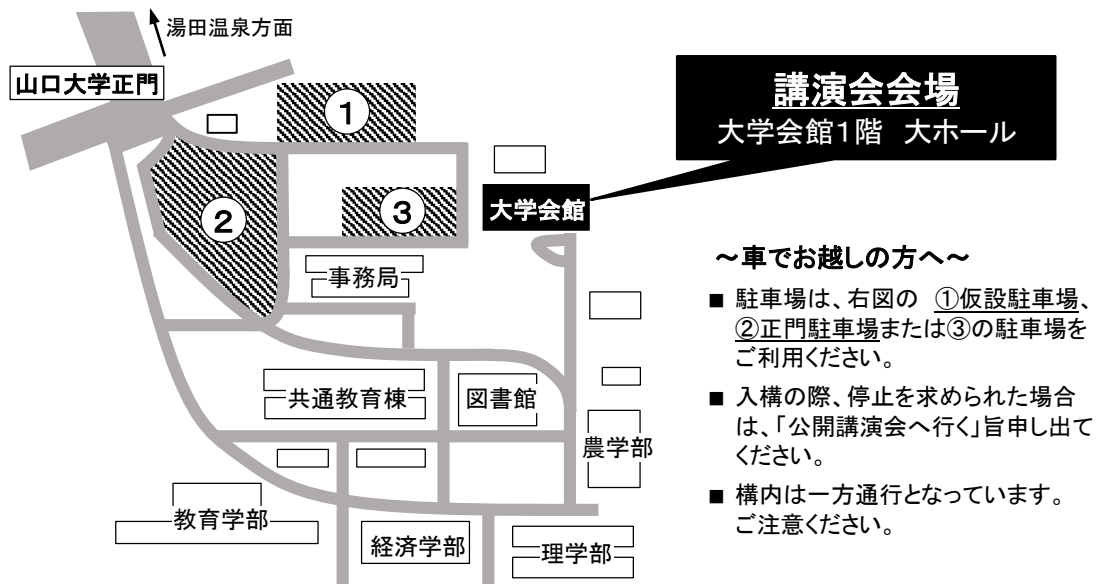 湯田温泉方面
山口大学正門
①
②
③
講演会会場
大学会館1階 大ホール
大学会館
事務局
共通教育棟
図書館
農学部
教育学部
経済学部
理学部
～車でお越しの方へ～
■ 駐車場は、右図の ①仮設駐車場、
②正門駐車場または③の駐車場を
ご利用ください。
■ 入構の際、停止を求められた場合
は、「公開講演会へ行く」旨申し出て
ください。
■ 構内は一方通行となっています。
ご注意ください。